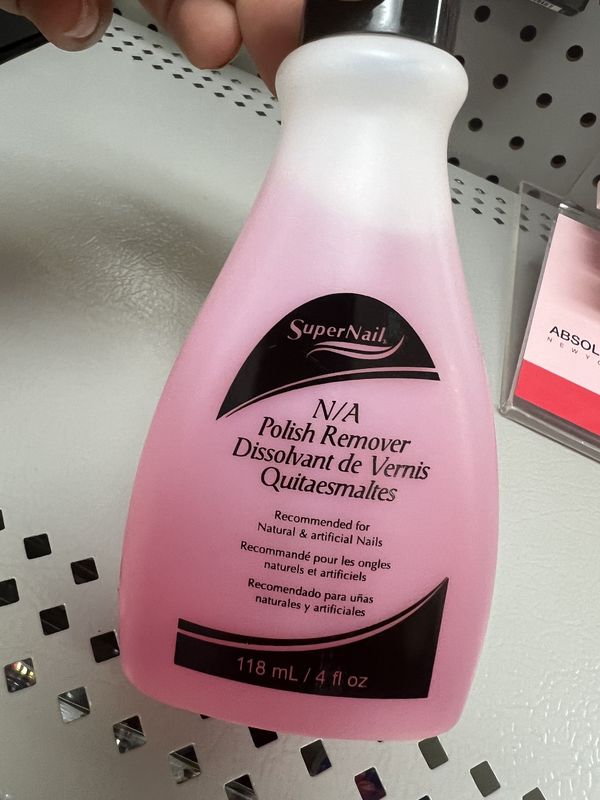 SuperNail
N/A
Polish Remover
Dissolvant de Vernis
Quitaesmaltes
Recommended for
Natural & artificial Nails
Recommandé pour les ongles
naturels et artificiels
Recomendado para uñas
naturales y artificiales
118 mL / 4 fl oz
ABSOL
NEWYO